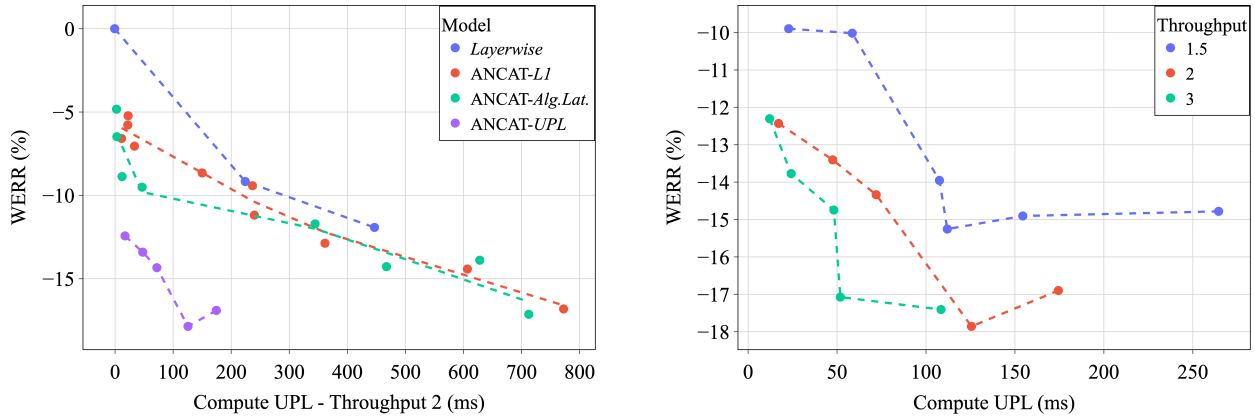 Model
Layerwise
ANCAT-L1
ANCAT-Alg.Lat.
ANCAT-UPL
0
−5
−10
−15
WERR (%)
0 100 200 300 400 500 600 700 800
Compute UPL - Throughput 2 (ms)
Throughput
1.5
2
3
−10
−11
−12
−13
−14
−15
−16
−17
−18
WERR (%)
0 50 100 150 200 250
Compute UPL (ms)